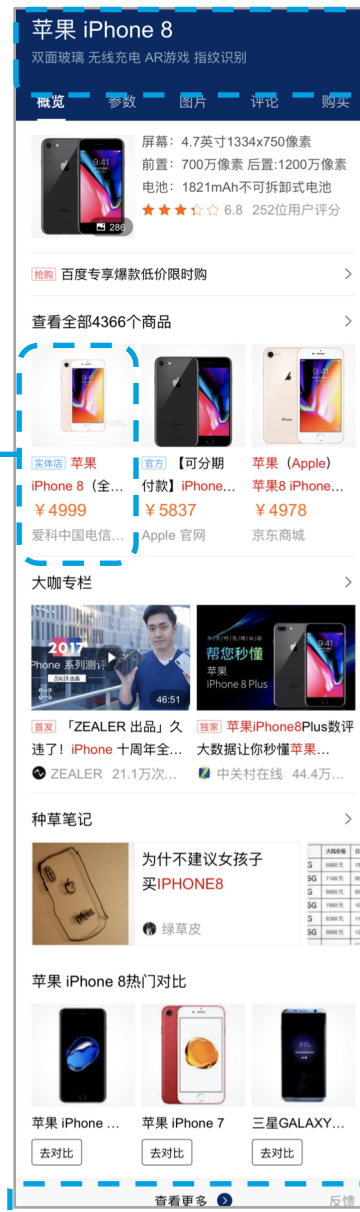 苹果 iPhone 8
双面玻璃 无线充电 AR游戏 指纹识别
概览 参数 图片 评论 购买
屏幕：4.7英寸1334x750像素
前置：700万像素 后置:1200万像素
电池：1821mAh不可拆卸式电池
6.8 252位用户评分
286
抢购 百度专享爆款低价限时购
查看全部4366个商品
实体店 苹果
iPhone 8（全...
￥4999
爱科中国电信...
官方 【可分期
付款】iPhone...
￥5837
Apple 官网
苹果（Apple）
苹果8 iPhone...
￥4978
京东商城
大咖专栏
2017
Phone 系列测评
ZEALER 出品
46:51
首发 「ZEALER 出品」久
违了！iPhone 十周年全...
ZEALER 21.1万次...
帮您秒懂
苹果
iPhone 8 Plus
独家 苹果iPhone8Plus数评
大数据让你秒懂苹果...
中关村在线 44.4万...
种草笔记
为什不建议女孩子
买IPHONE8
绿草皮
苹果 iPhone 8热门对比
苹果 iPhone ...
去对比
苹果 iPhone 7
去对比
三星GALAXY...
去对比
查看更多
反馈